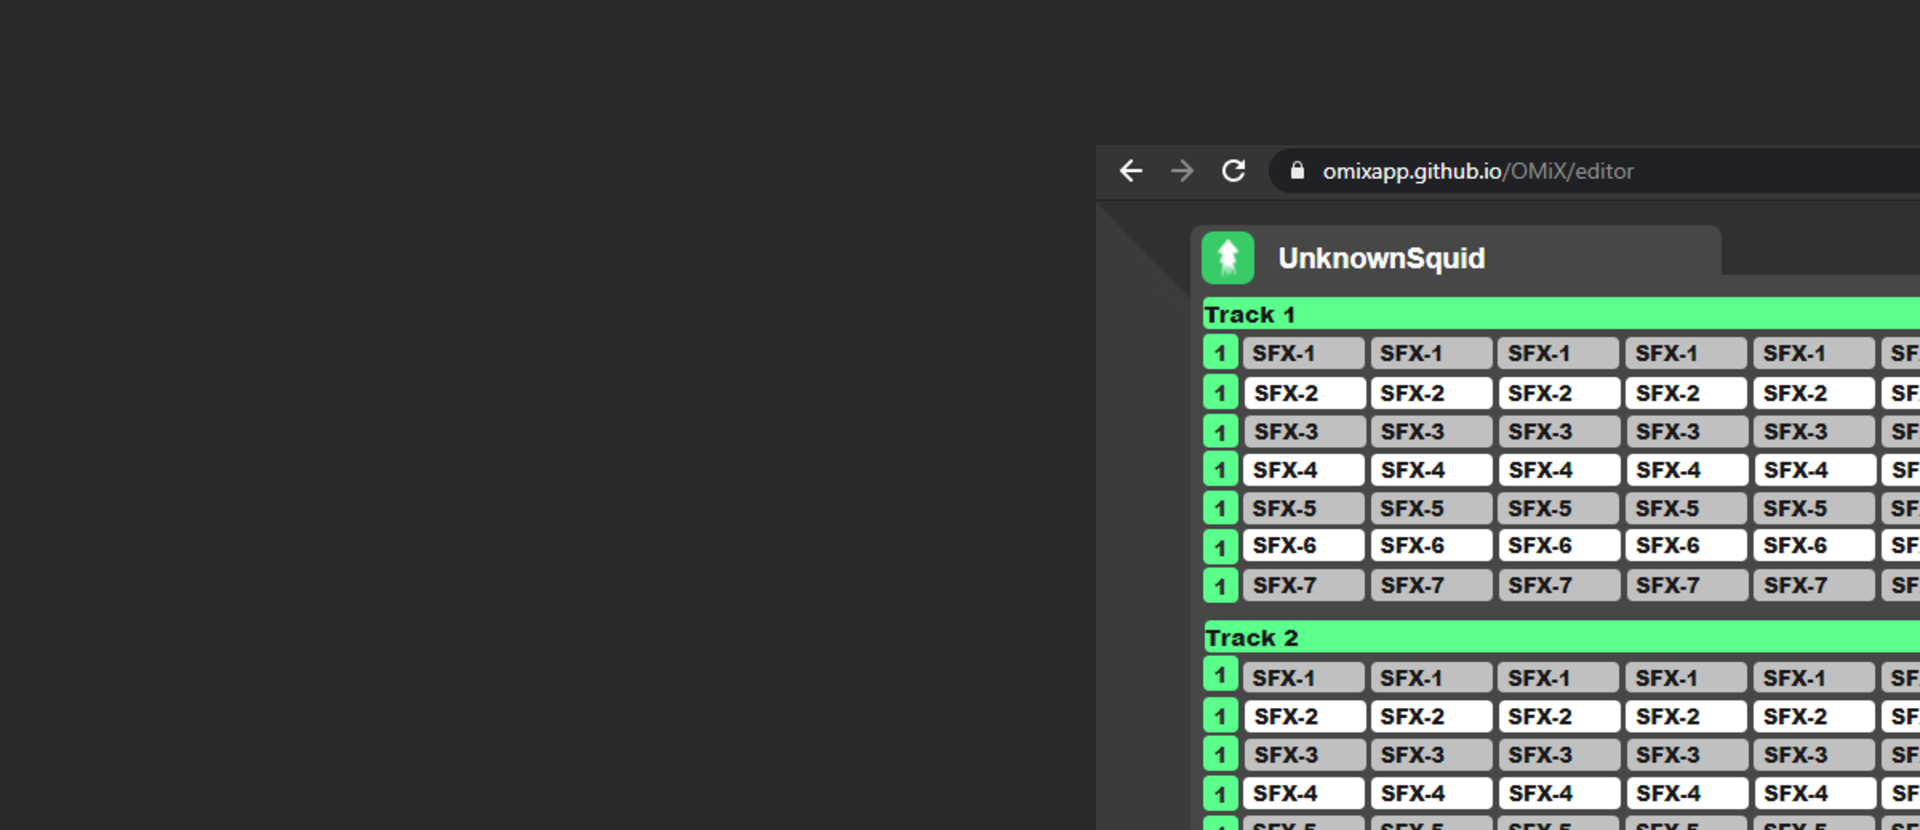 omixapp.github.io/OMiX/editor
UnknownSquid
Track 1
1 SFX-1 SFX-1 SFX-1 SFX-1 SFX-1 SF
1 SFX-2 SFX-2 SFX-2 SFX-2 SFX-2 SF
1 SFX-3 SFX-3 SFX-3 SFX-3 SFX-3 SF
1 SFX-4 SFX-4 SFX-4 SFX-4 SFX-4 SF
1 SFX-5 SFX-5 SFX-5 SFX-5 SFX-5 SF
1 SFX-6 SFX-6 SFX-6 SFX-6 SFX-6 SF
1 SFX-7 SFX-7 SFX-7 SFX-7 SFX-7 SF
Track 2
1 SFX-1 SFX-1 SFX-1 SFX-1 SFX-1 SF
1 SFX-2 SFX-2 SFX-2 SFX-2 SFX-2 SF
1 SFX-3 SFX-3 SFX-3 SFX-3 SFX-3 SF
1 SFX-4 SFX-4 SFX-4 SFX-4 SFX-4 SF